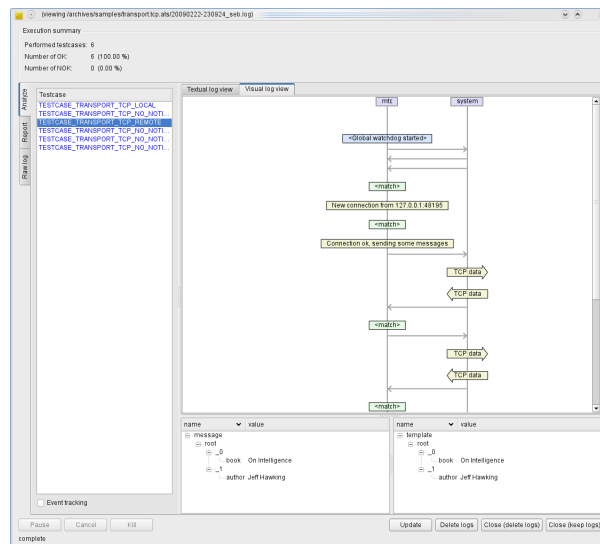 (viewing /archives/samples/transport.tcp.ats/20090222-230924_seb.log)
Execution summary
Performed testcases: 6
Number of OK: 6 (100.00 %)
Number of NOK: 0 (0.00 %)
Analyze
Report
Raw log
Testcase
TESTCASE_TRANSPORT_TCP_LOCAL
TESTCASE_TRANSPORT_TCP_NO_NOTI...
TESTCASE_TRANSPORT_TCP_REMOTE
TESTCASE_TRANSPORT_TCP_NO_NOTI...
TESTCASE_TRANSPORT_TCP_NO_NOTI...
TESTCASE_TRANSPORT_TCP_NO_NOTI...
Event tracking
Textual log view Visual log view
mtc system
<Global watchdog started>
<match>
New connection from 127.0.0.1:48195
<match>
Connection ok, sending some messages
TCP data
TCP data
<match>
TCP data
TCP data
<match>
name value
message
root
_0
book On Intelligence
_1
author Jeff Hawking
name value
template
root
_0
book On Intelligence
_1
author Jeff Hawking
Pause Cancel Kill Update Delete logs Close (delete logs) Close (keep logs)
complete